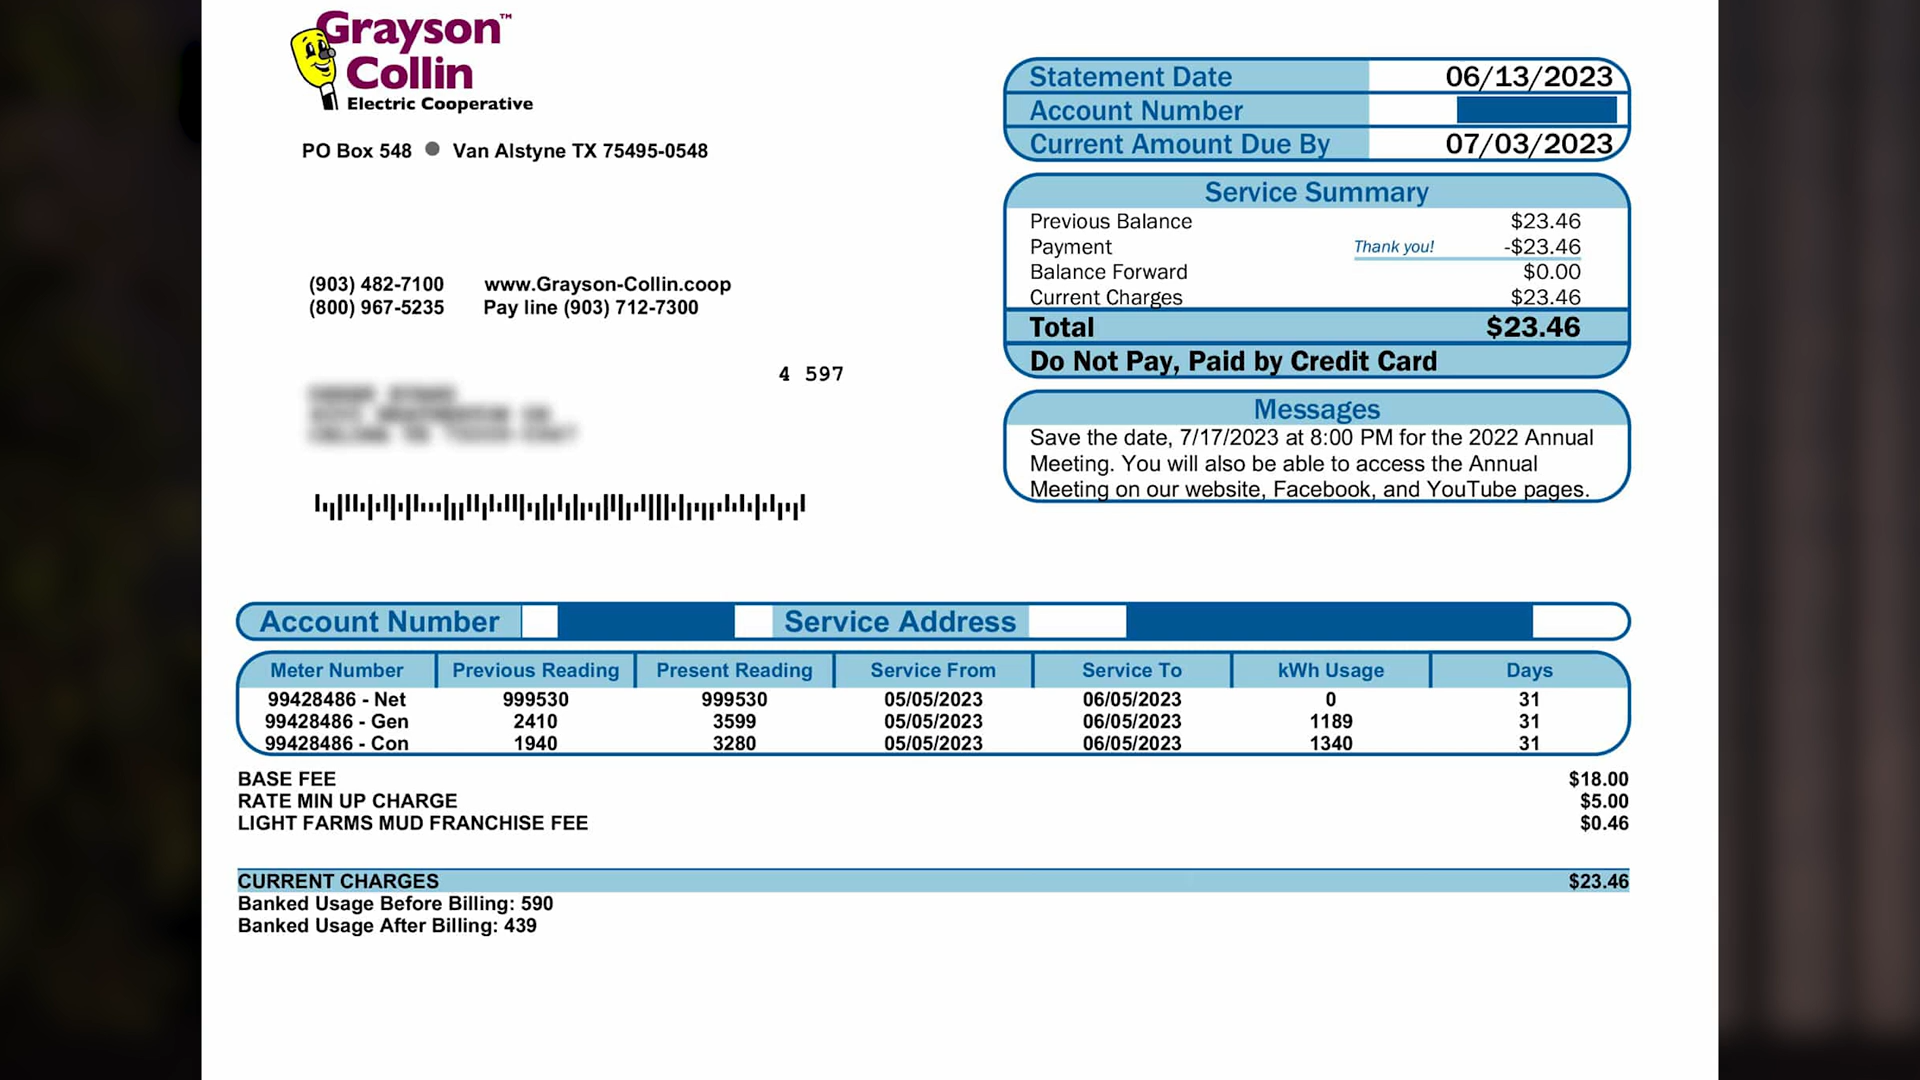 Grayson™
Collin
Electric Cooperative
PO Box 548 ● Van Alstyne TX 75495-0548
(903) 482-7100 www.Grayson-Collin.coop
(800) 967-5235 Pay line (903) 712-7300
4 597
Statement Date 06/13/2023
Account Number
Current Amount Due By 07/03/2023
Service Summary
Previous Balance $23.46
Payment Thank you! -$23.46
Balance Forward $0.00
Current Charges $23.46
Total $23.46
Do Not Pay, Paid by Credit Card
Messages
Save the date, 7/17/2023 at 8:00 PM for the 2022 Annual
Meeting. You will also be able to access the Annual
Meeting on our website, Facebook, and YouTube pages.
Account Number Service Address
Meter Number Previous Reading Present Reading Service From Service To kWh Usage Days
99428486 - Net 999530 999530 05/05/2023 06/05/2023 0 31
99428486 - Gen 2410 3599 05/05/2023 06/05/2023 1189 31
99428486 - Con 1940 3280 05/05/2023 06/05/2023 1340 31
BASE FEE $18.00
RATE MIN UP CHARGE $5.00
LIGHT FARMS MUD FRANCHISE FEE $0.46
CURRENT CHARGES $23.46
Banked Usage Before Billing: 590
Banked Usage After Billing: 439